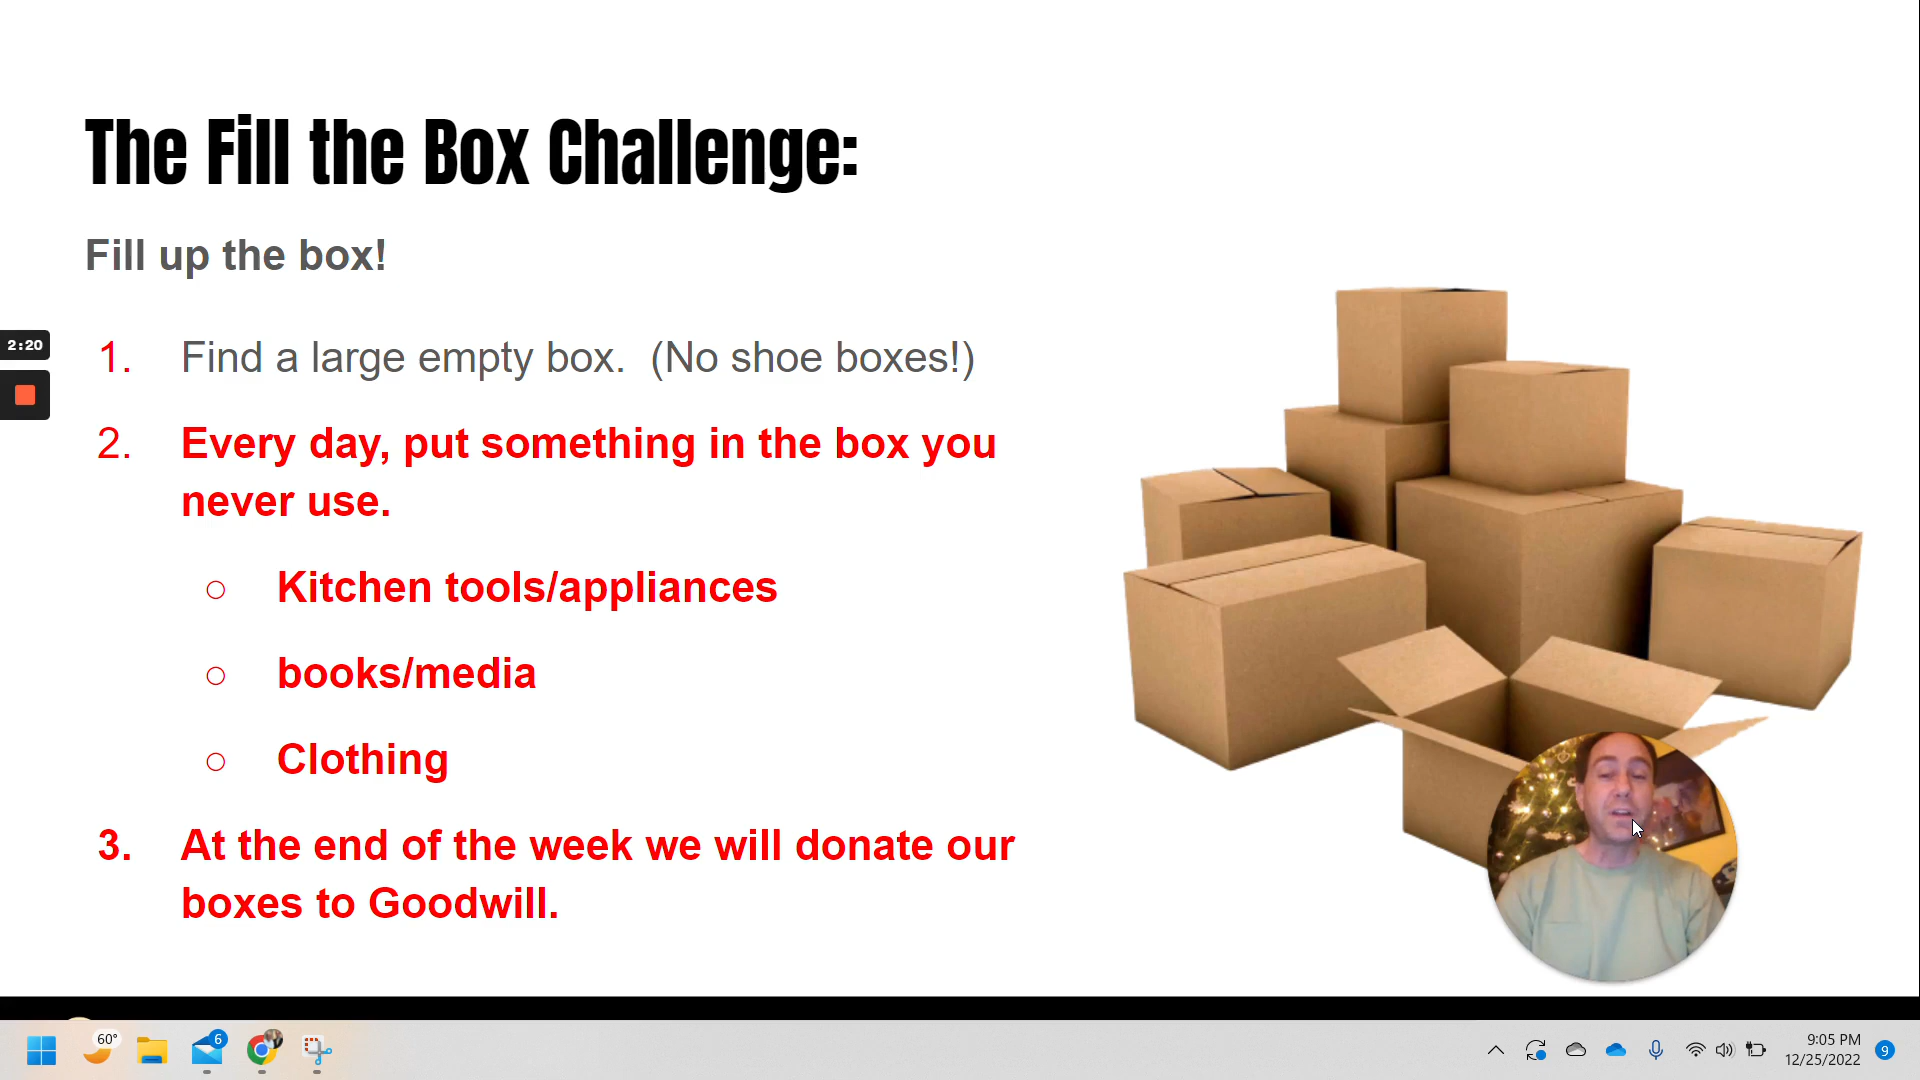 The Fill the Box Challenge:
Fill up the box!
2:20
1. Find a large empty box.  (No shoe boxes!)
2. Every day, put something in the box you
never use.
○ Kitchen tools/appliances
○ books/media
○ Clothing
3. At the end of the week we will donate our
boxes to Goodwill.
60°
6
9:05 PM
12/25/2022
9